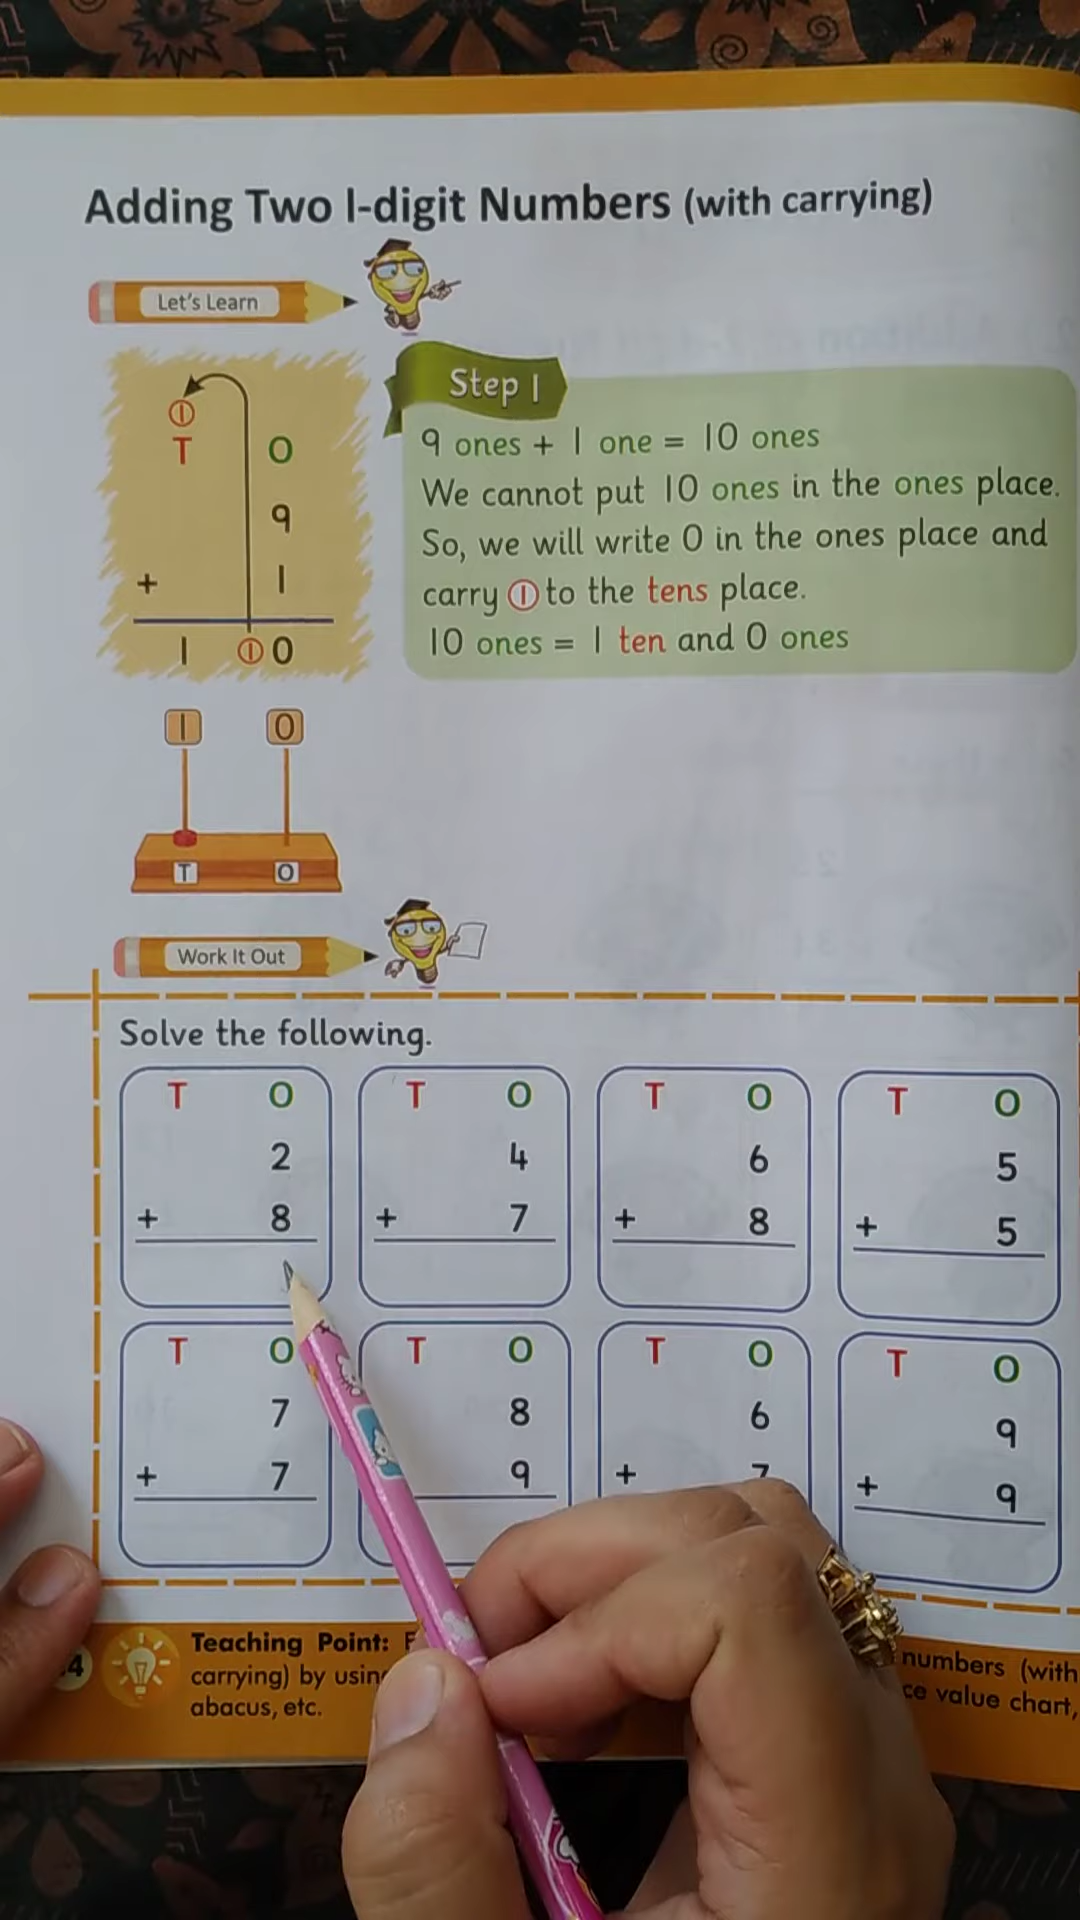 Adding Two 1-digit Numbers (with carrying)
Let's Learn
Step 1
① 
T O
9
+ 1
1 ① 0
9 ones + 1 one = 10 ones
We cannot put 10 ones in the ones place.
So, we will write 0 in the ones place and
carry ① to the tens place.
10 ones = 1 ten and 0 ones
1 0
T O
Work It Out
Solve the following.
T O T O T O T O
2 4 6 5
+ 8 + 7 + 8 + 5
T O T O T O T O
7 8 6 9
+ 7 9 + 7 + 9
4
Teaching Point: numbers (with
carrying) by value chart,
abacus, etc.